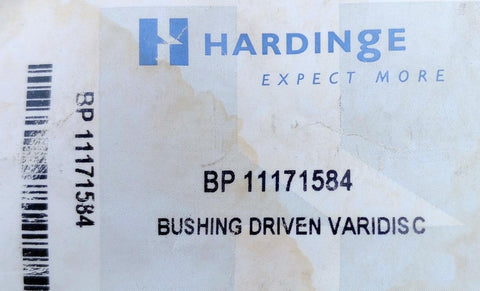 HARDINGE
EXPECT MORE
BP 11171584
BP 11171584
BUSHING DRIVEN VARIDISC